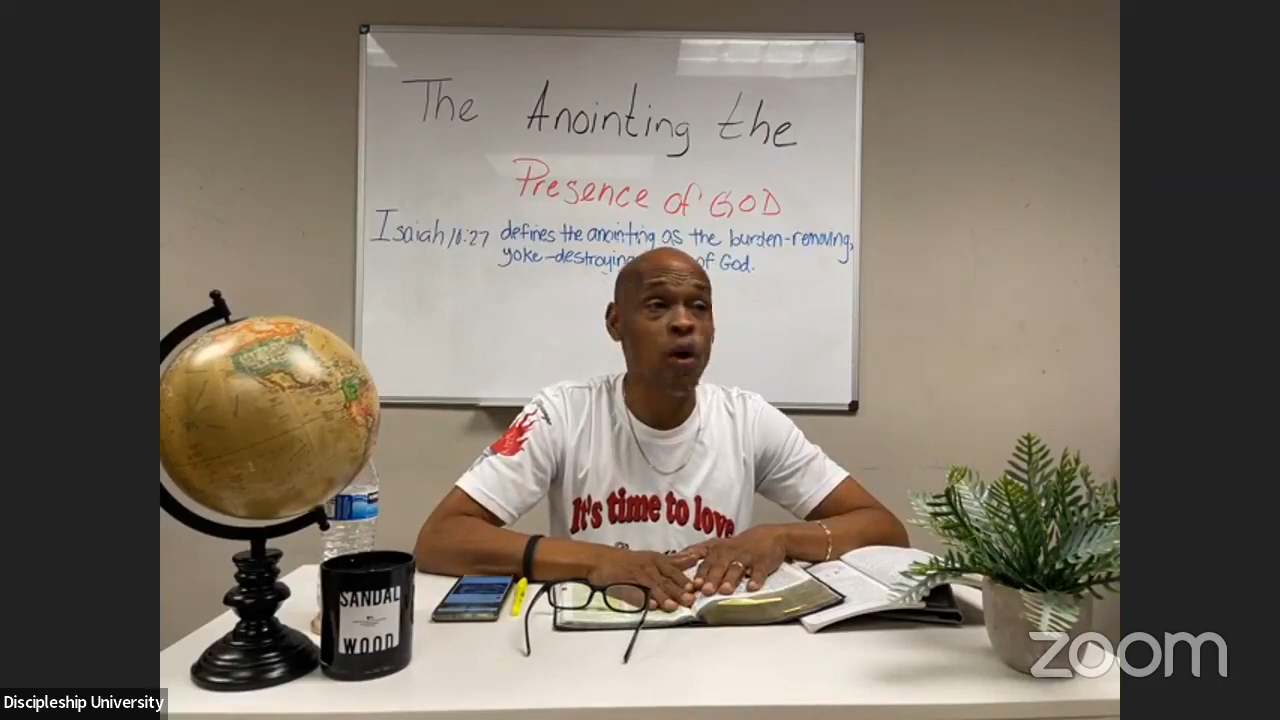 The Anointing the
Presence of GOD
Isaiah 10:27 defines the anointing as the burden-removing,
yoke-destroying of God.
It's time to love
SANDAL
WOOD
zoom
Discipleship University